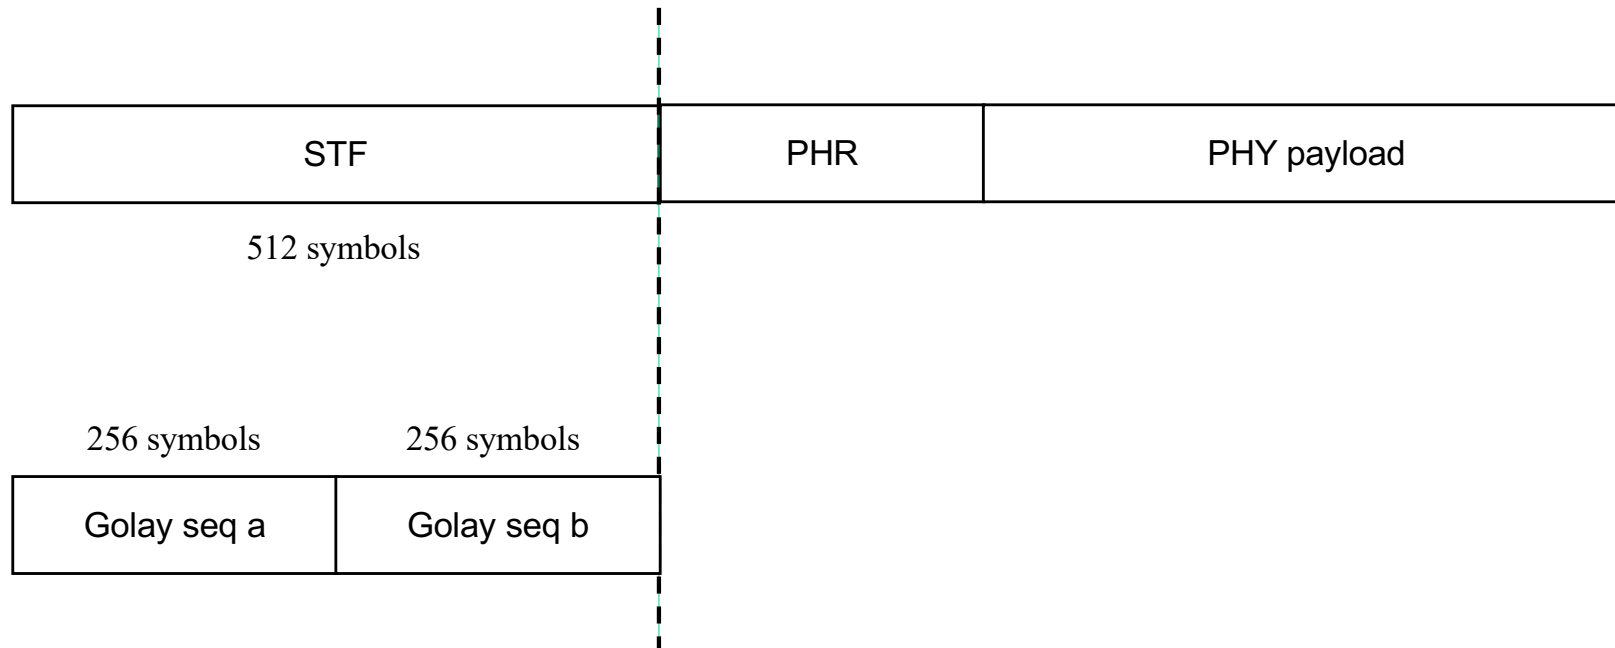 STF PHR PHY payload
512 symbols
256 symbols 256 symbols
Golay seq a Golay seq b